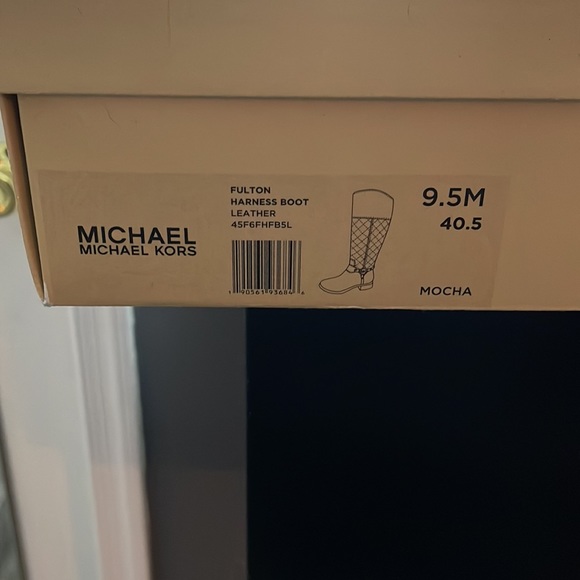 MICHAEL
MICHAEL KORS
FULTON
HARNESS BOOT
LEATHER
45F6FHFB5L
9.5M
40.5
MOCHA